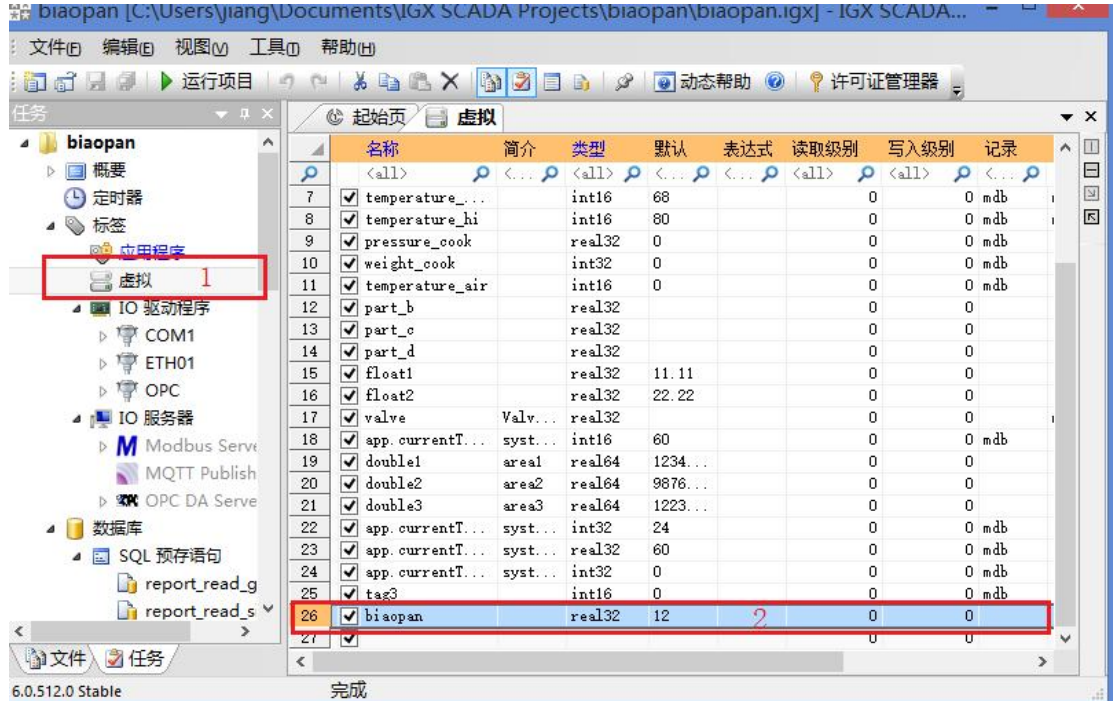 biaopan [C:\Users\jiang\Documents\IGX SCADA Projects\biaopan\biaopan.igx] - IGX SCADA...
文件(F) 编辑(E) 视图(V) 工具(T) 帮助(H)
运行项目 动态帮助 许可证管理器
任务
起始页 虚拟
biaopan
概要
定时器
标签
应用程序
虚拟 1
IO 驱动程序
COM1
ETH01
OPC
IO 服务器
Modbus Serve
MQTT Publish
OPC DA Serve
数据库
SQL 预存语句
report_read_g
report_read_s
文件 任务
名称 简介 类型 默认 表达式 读取级别 写入级别 记录
<all> <... <all> <... <... <all> <all> <...
7 temperature_... int16 68 0 0 mdb
8 temperature_hi int16 80 0 0 mdb
9 pressure_cook real32 0 0 0 mdb
10 weight_cook int32 0 0 0 mdb
11 temperature_air int16 0 0 0 mdb
12 part_b real32 0 0
13 part_c real32 0 0
14 part_d real32 0 0
15 float1 real32 11.11 0 0
16 float2 real32 22.22 0 0
17 valve Valv... real32 0 0
18 app.currentT... syst... int16 60 0 0 mdb
19 double1 area1 real64 1234... 0 0
20 double2 area2 real64 9876... 0 0
21 double3 area3 real64 1223... 0 0
22 app.currentT... syst... int32 24 0 0 mdb
23 app.currentT... syst... real32 60 0 0 mdb
24 app.currentT... syst... int32 0 0 0 mdb
25 tag3 int16 0 0 0 mdb
26 biaopan real32 12 2 0 0
27 0 0
6.0.512.0 Stable 完成